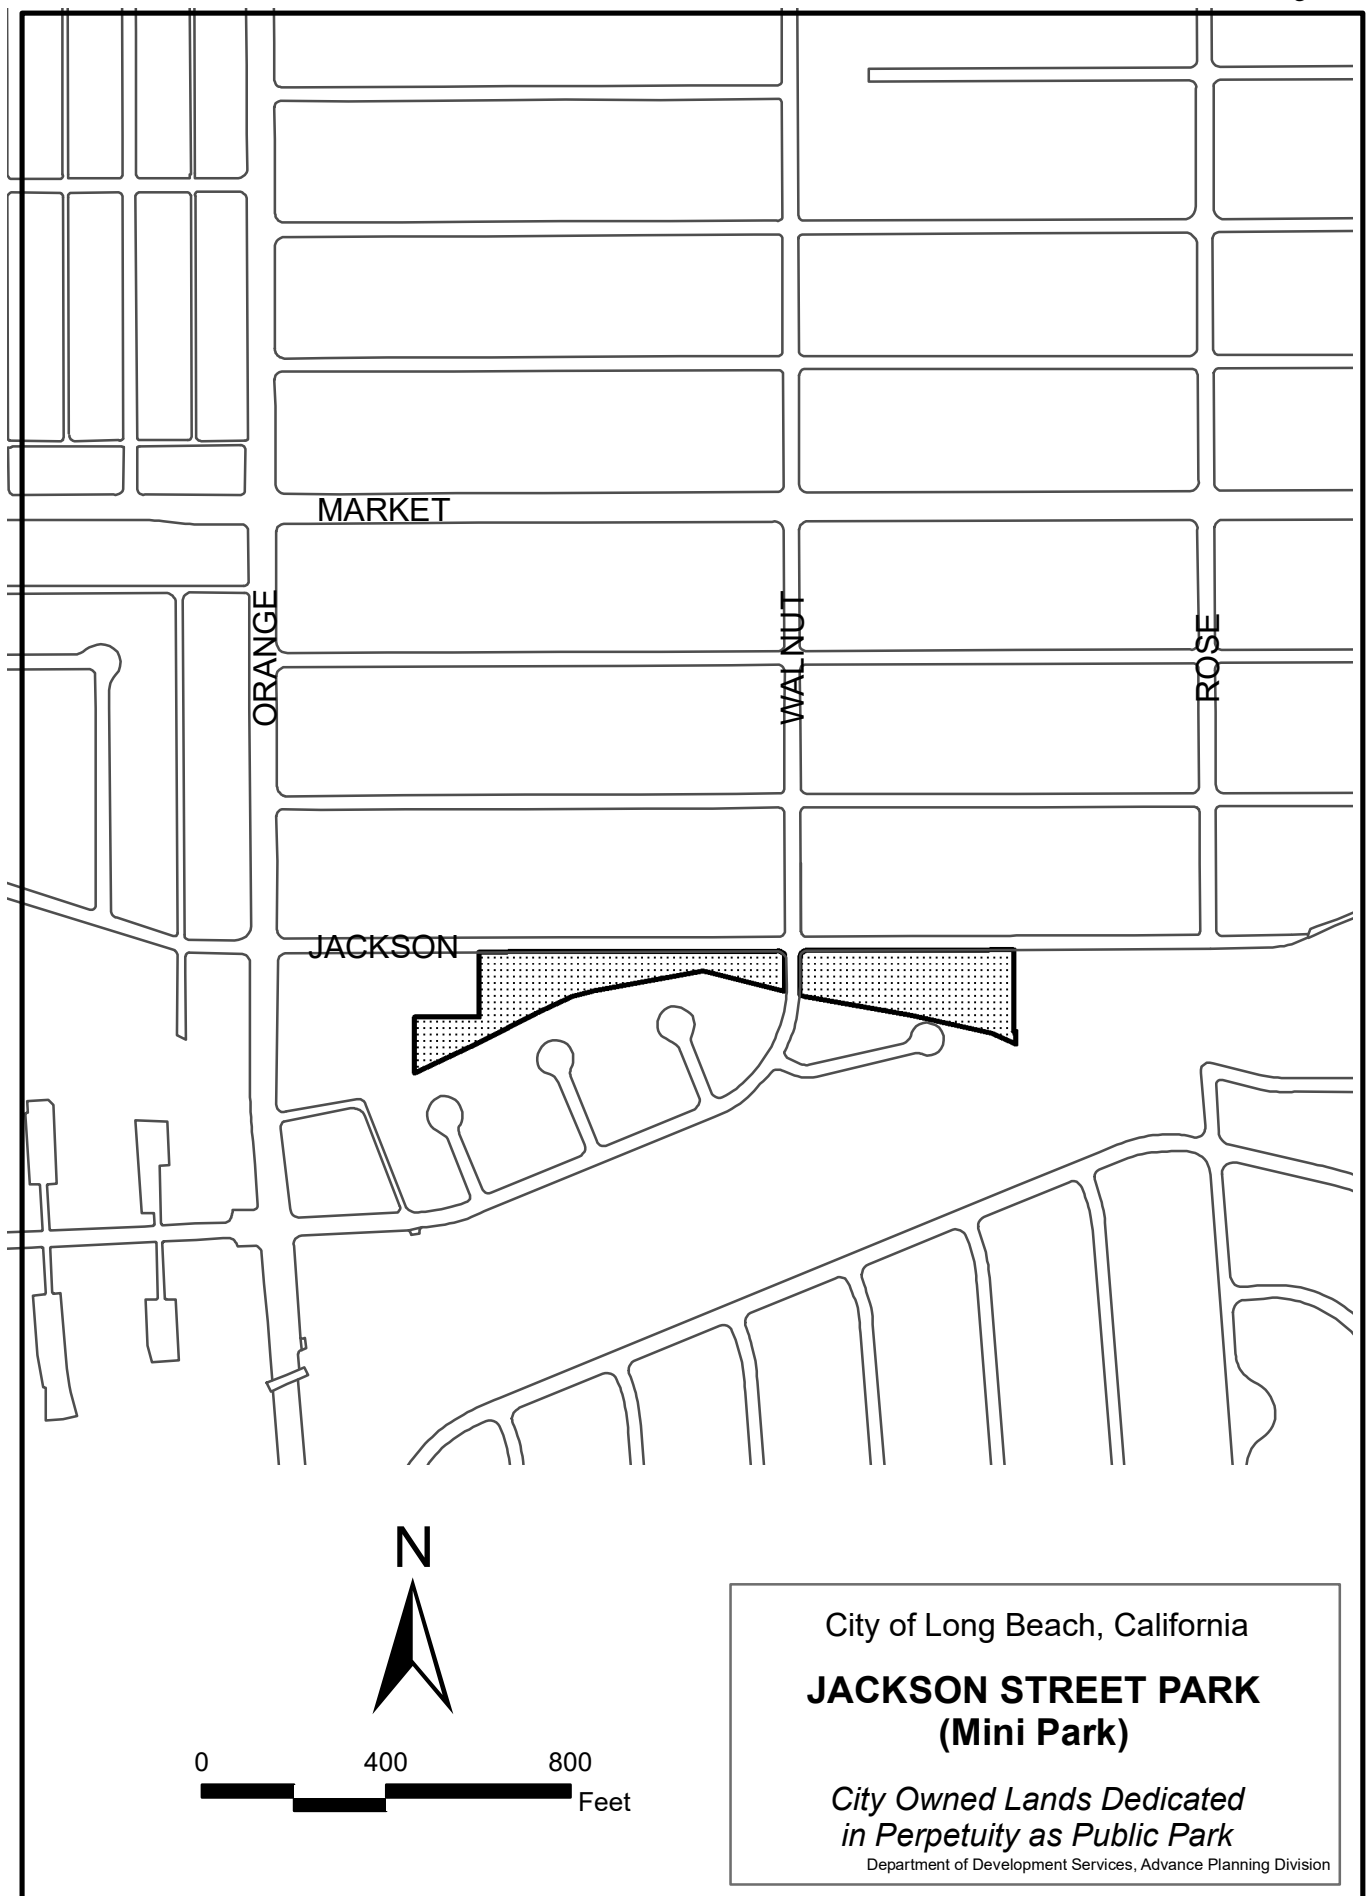 MARKET
ORANGE
WALNUT
ROSE
JACKSON
N
0 400 800
Feet
City of Long Beach, California
JACKSON STREET PARK
(Mini Park)
City Owned Lands Dedicated
in Perpetuity as Public Park
Department of Development Services, Advance Planning Division